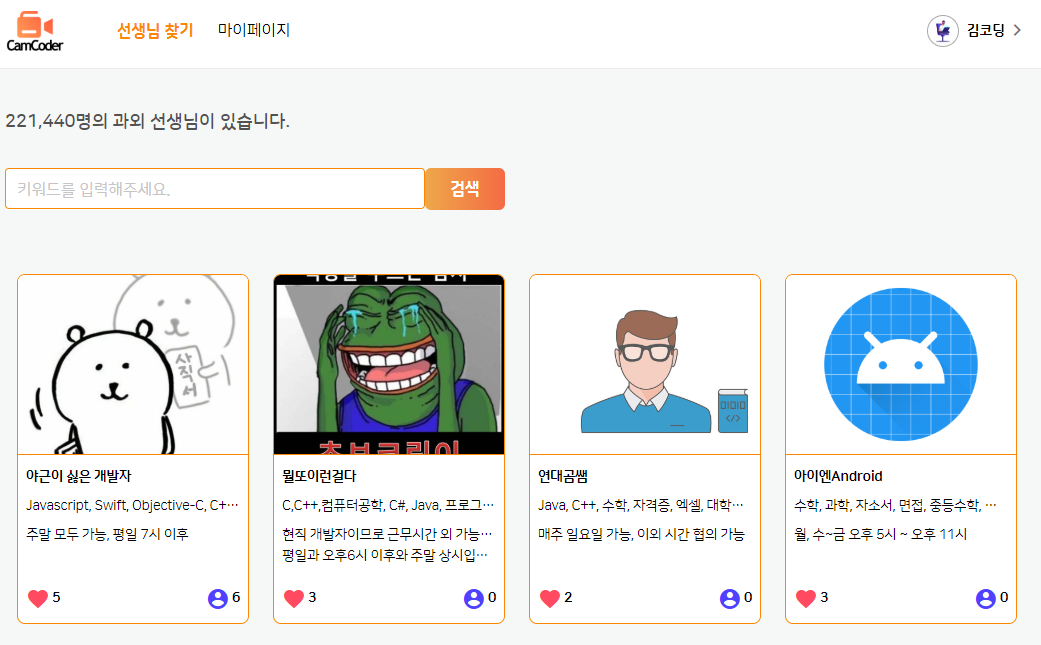 CamCoder
선생님 찾기 마이페이지 김코딩
221,440명의 과외 선생님이 있습니다.
키워드를 입력해주세요. 검색
사직서
야근이 싫은 개발자
Javascript, Swift, Objective-C, C+…
주말 모두 가능, 평일 7시 이후
5 6
초보코린이
뭘또이런걸다
C,C++,컴퓨터공학, C#, Java, 프로그…
현직 개발자이므로 근무시간 외 가능…
평일과 오후6시 이후와 주말 상시입…
3 0
연대곰쌤
Java, C++, 수학, 자격증, 엑셀, 대학…
매주 일요일 가능, 이외 시간 협의 가능
2 0
아이엔Android
수학, 과학, 자소서, 면접, 중등수학, …
월, 수~금 오후 5시 ~ 오후 11시
3 0